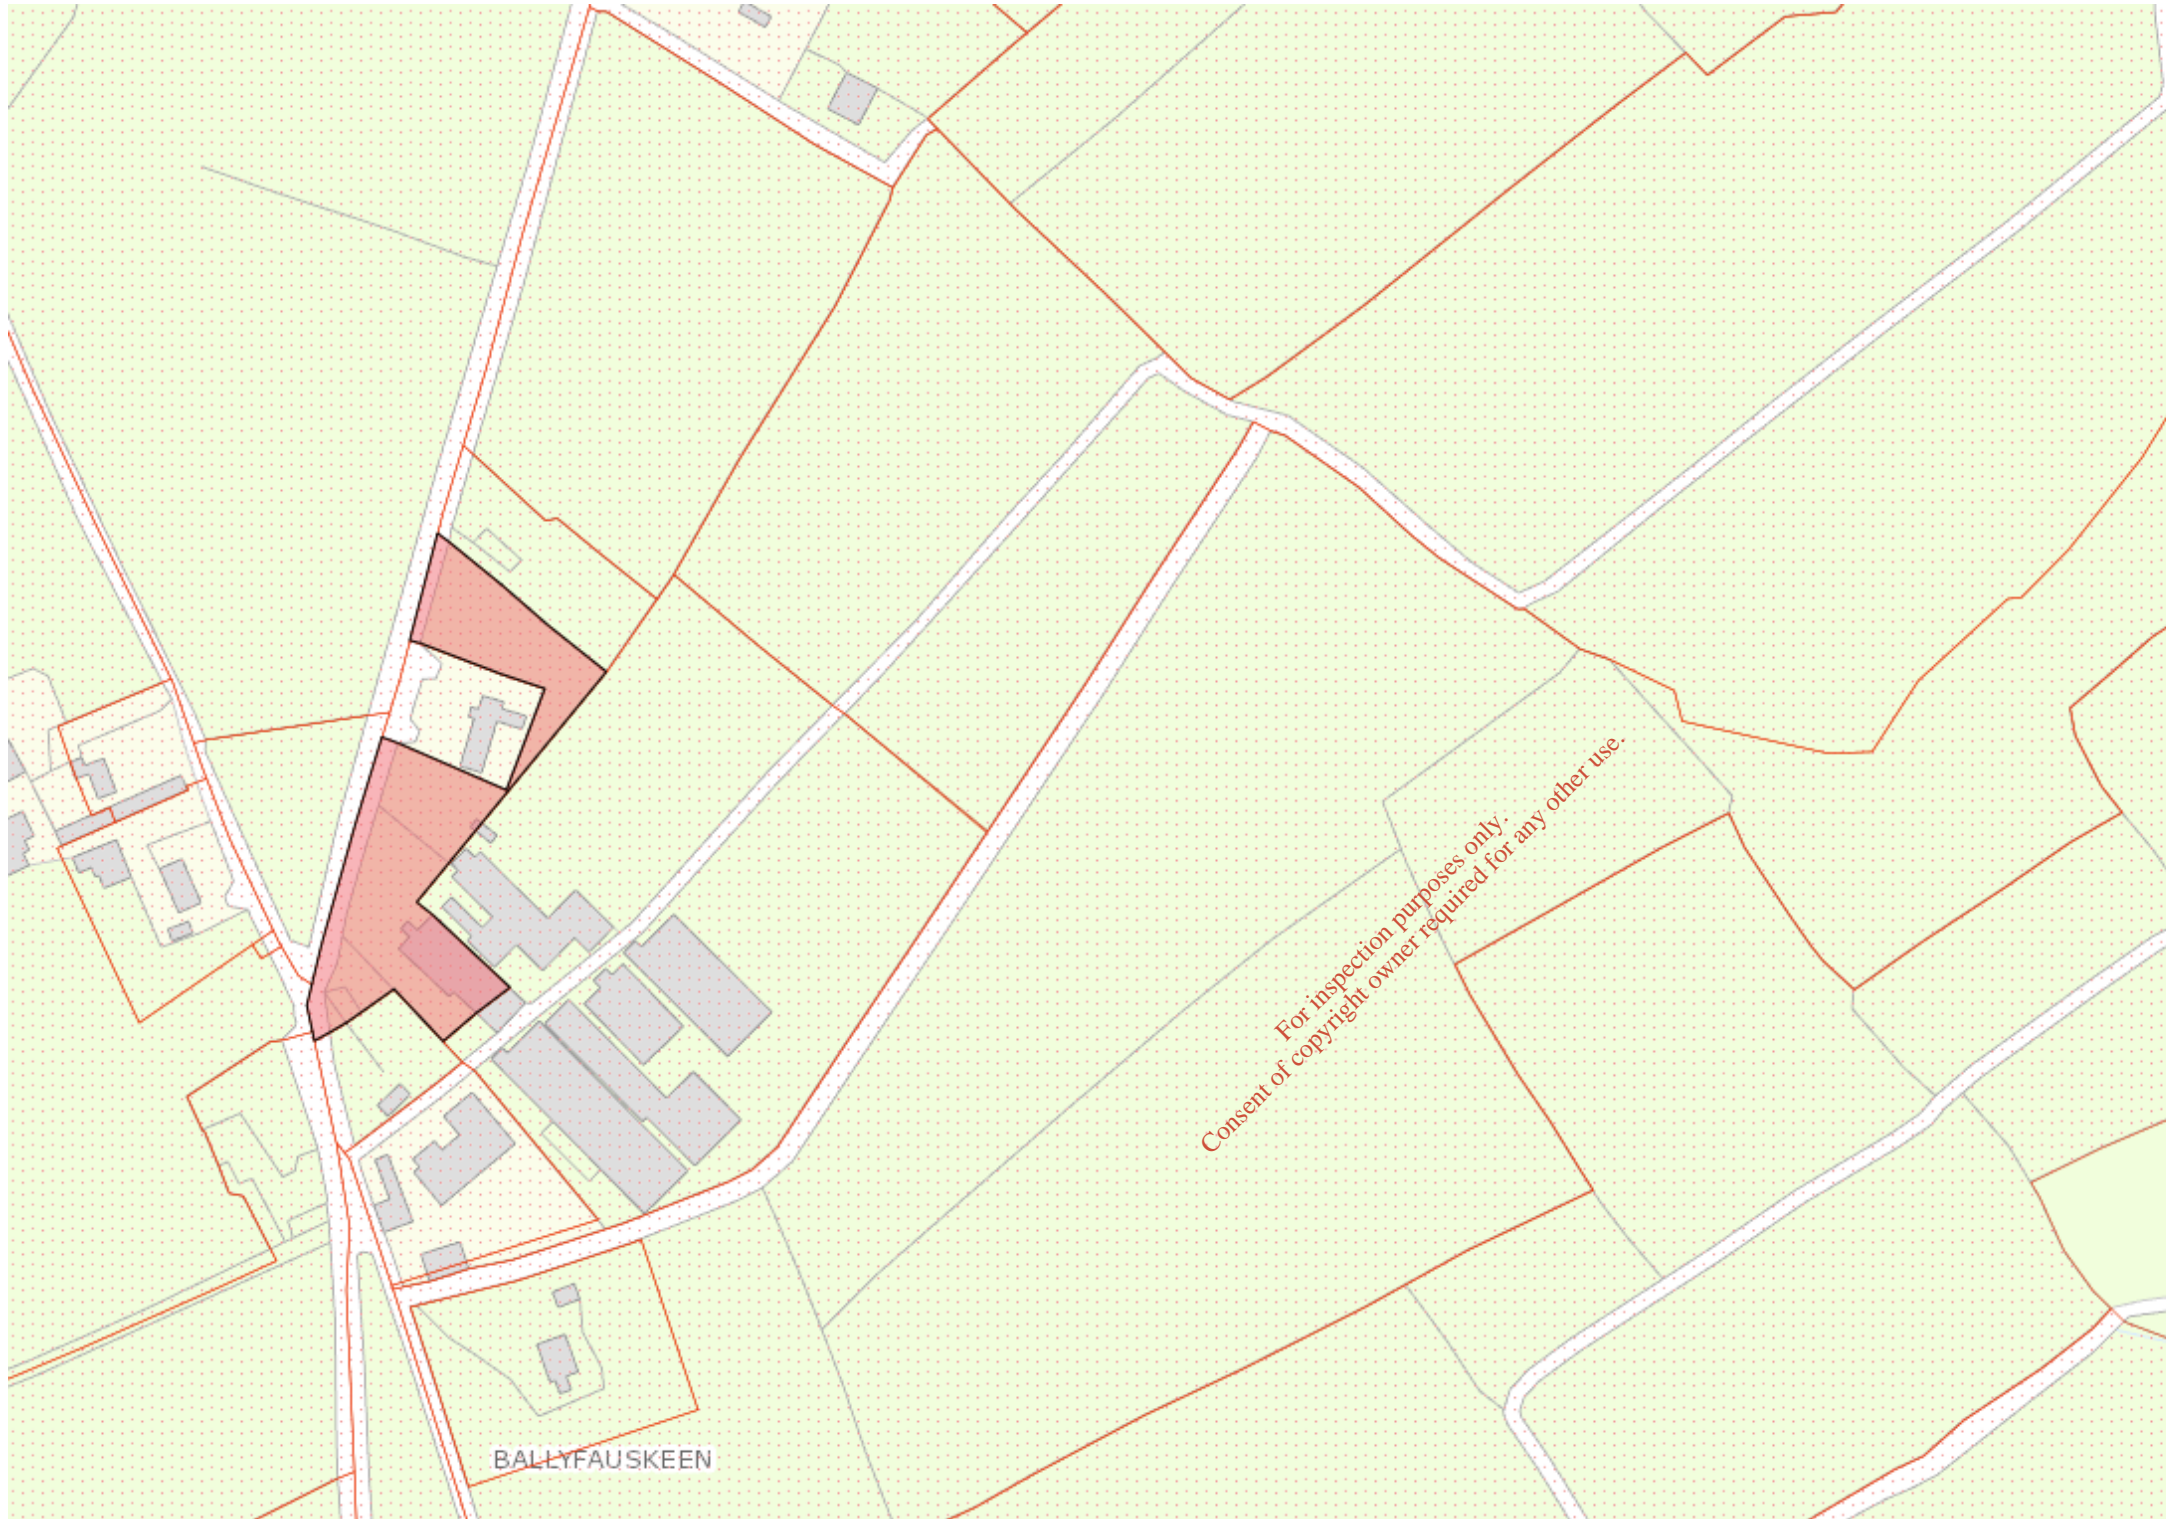 For inspection purposes only.
Consent of copyright owner required for any other use.
BALLYFAUSKEEN